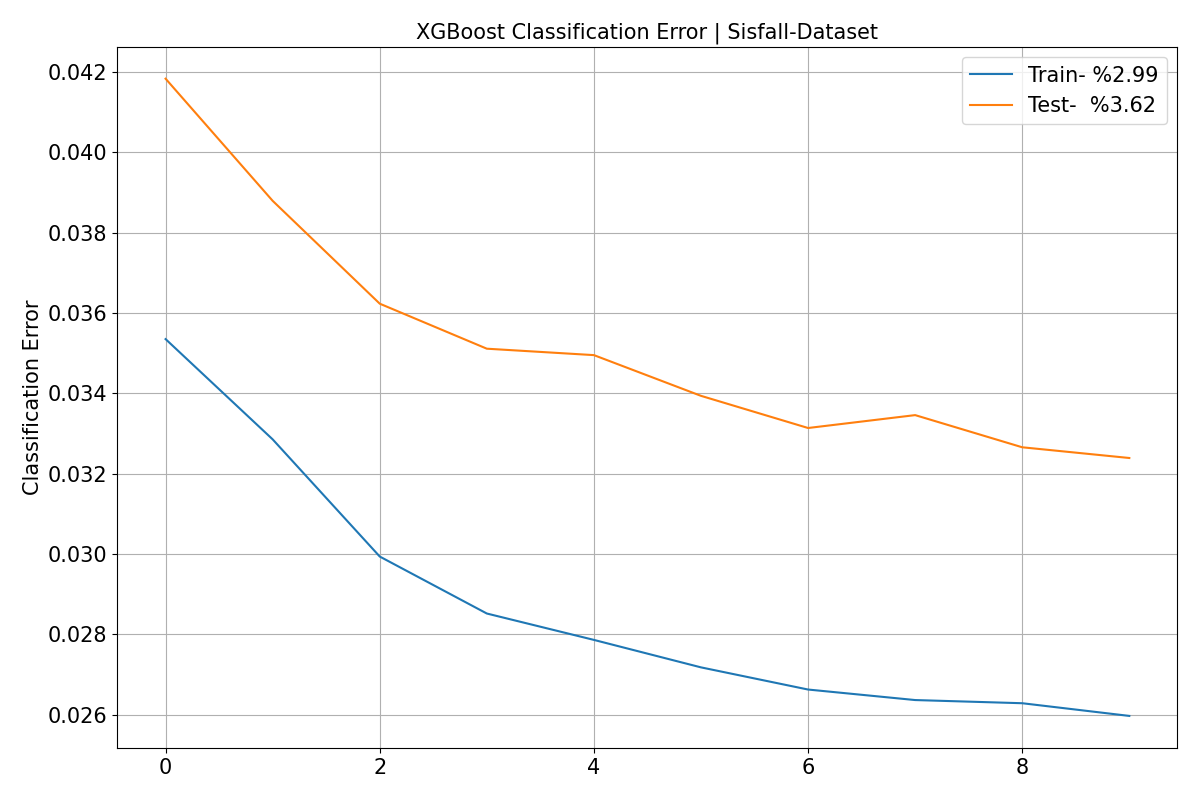 XGBoost Classification Error | Sisfall-Dataset
Train- %2.99
Test-  %3.62
Classification Error
0.042
0.040
0.038
0.036
0.034
0.032
0.030
0.028
0.026
0 2 4 6 8